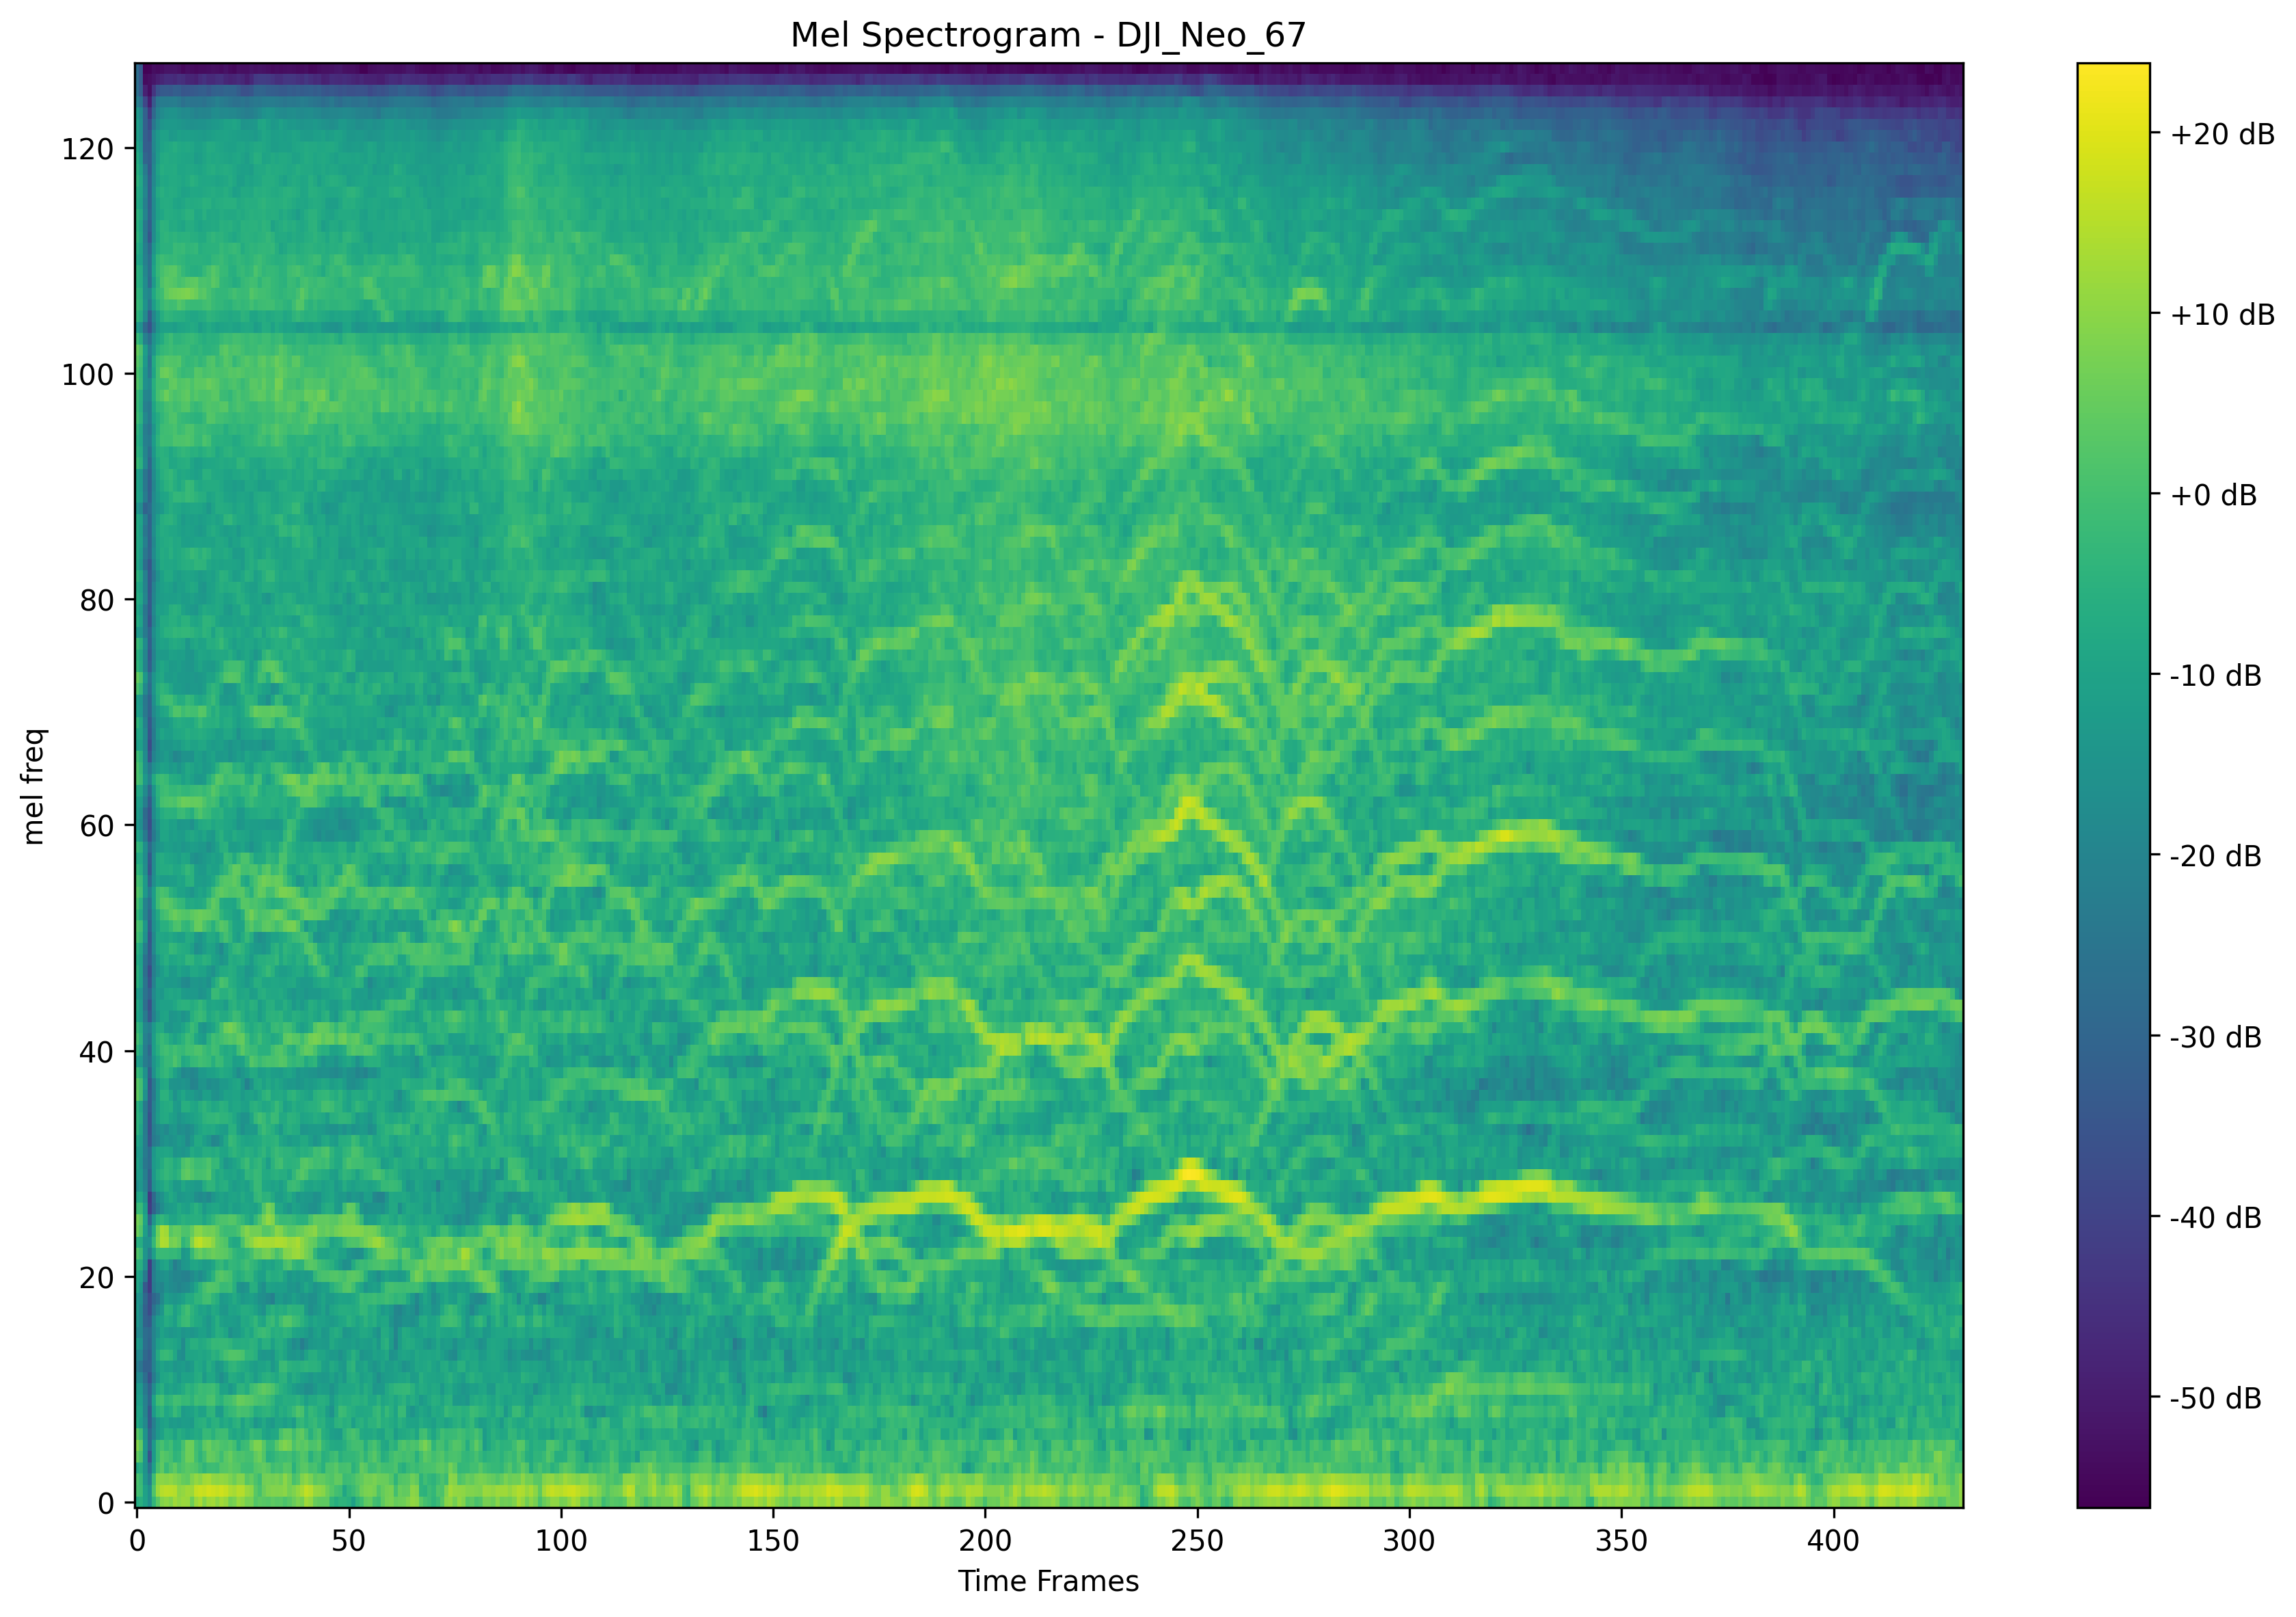 Mel Spectrogram - DJI_Neo_67
mel freq
120
100
80
60
40
20
0
0 50 100 150 200 250 300 350 400
Time Frames
+20 dB
+10 dB
+0 dB
-10 dB
-20 dB
-30 dB
-40 dB
-50 dB